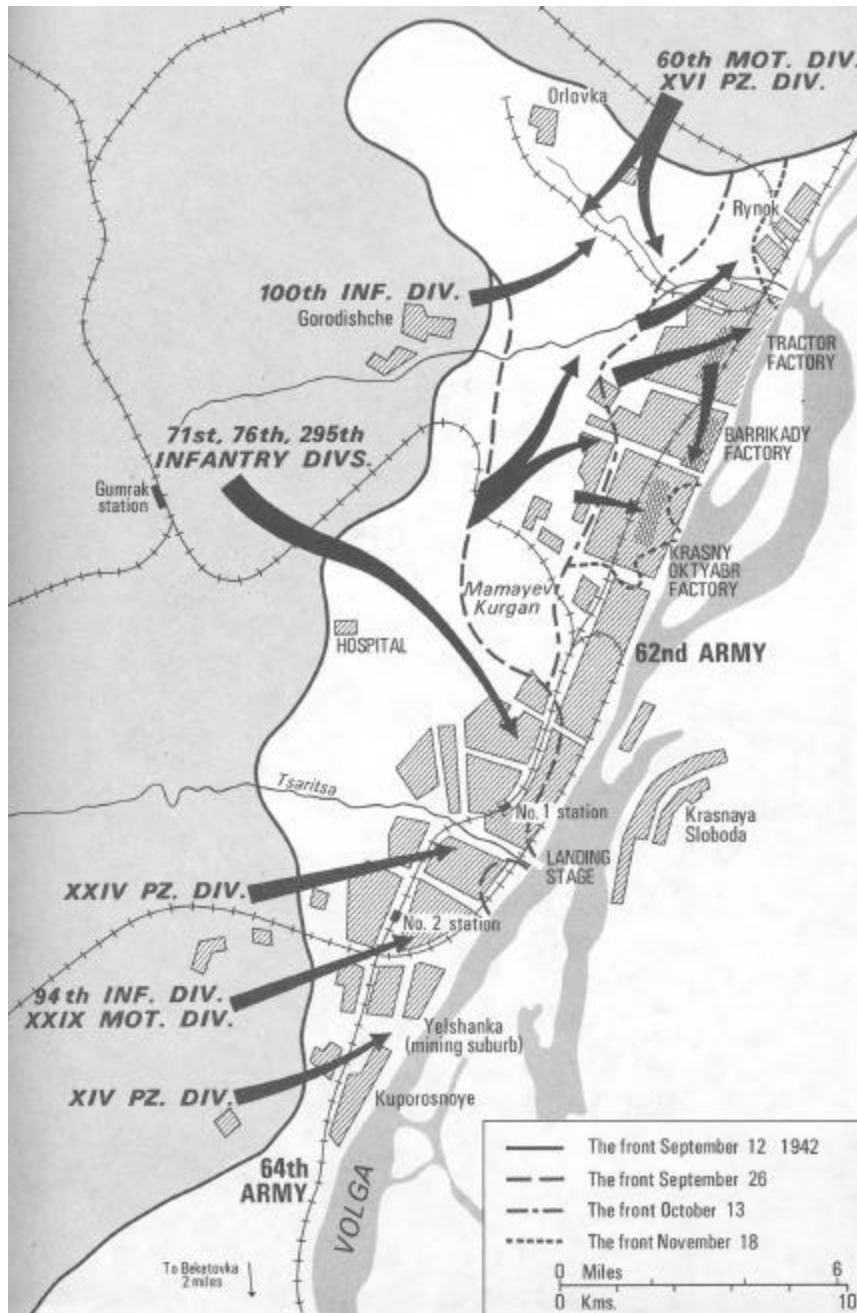 60th MOT. DIV.
XVI PZ. DIV.
Orlovka
Rynok
100th INF. DIV.
Gorodishche
TRACTOR
FACTORY
71st, 76th, 295th
INFANTRY DIVS.
BARRIKADY
FACTORY
Gumrak
station
KRASNY
OKTYABR
FACTORY
Mamayev
Kurgan
HOSPITAL
62nd ARMY
Tsaritsa
No. 1 station
Krasnaya
Sloboda
LANDING
STAGE
XXIV PZ. DIV.
No. 2 station
94th INF. DIV.
XXIX MOT. DIV.
Yelshanka
(mining suburb)
XIV PZ. DIV.
Kuporosnoye
64th
ARMY
VOLGA
To Beketovka
2 miles
The front September 12 1942
The front September 26
The front October 13
The front November 18
0 Miles 6
0 Kms. 10